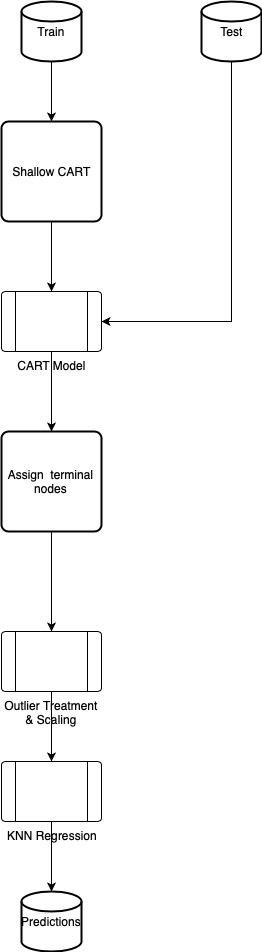 Train
Test
Shallow CART
CART Model
Assign  terminal
nodes
Outlier Treatment
& Scaling
KNN Regression
Predictions